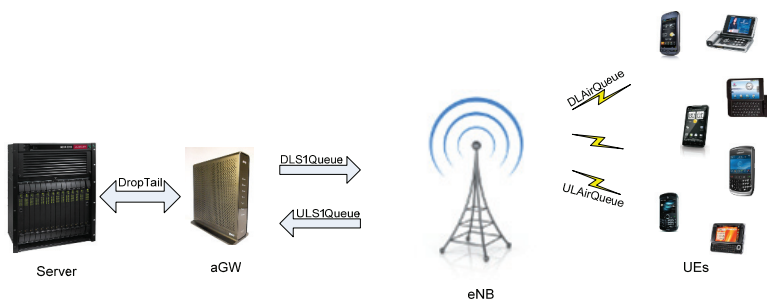 DLAirQueue
DropTail
DLS1Queue
ULS1Queue
ULAirQueue
Server
aGW
eNB
UEs